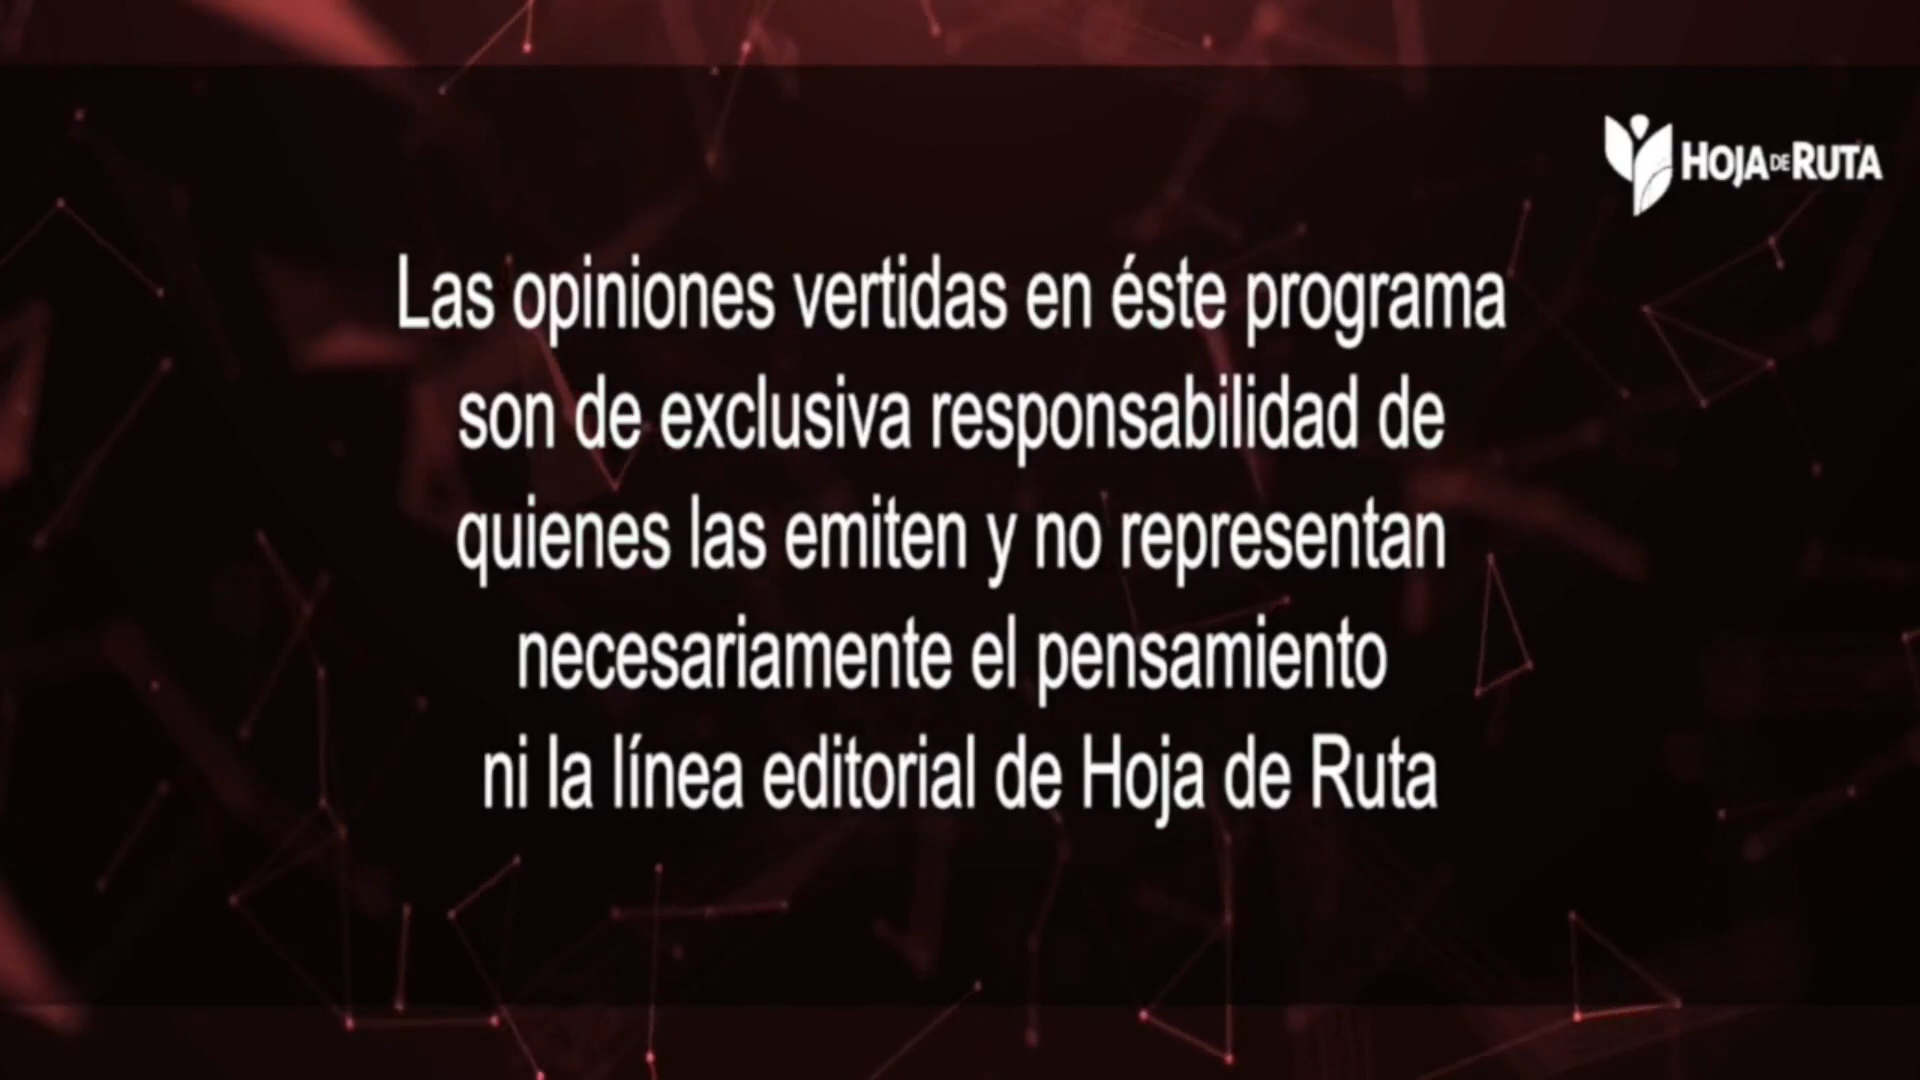 HOJA DE RUTA
Las opiniones vertidas en éste programa
son de exclusiva responsabilidad de
quienes las emiten y no representan
necesariamente el pensamiento
ni la línea editorial de Hoja de Ruta